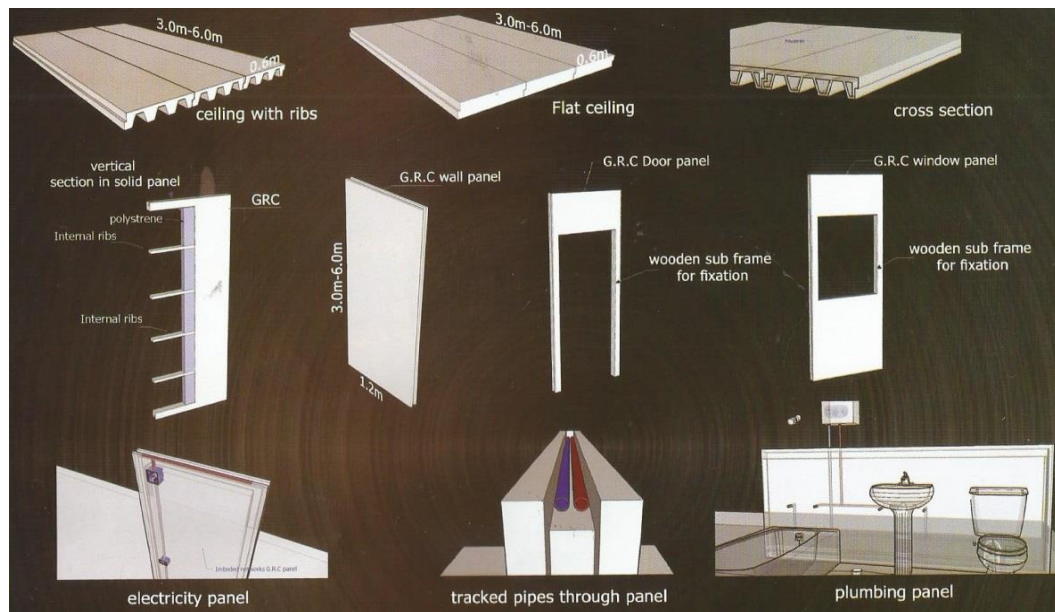 3.0m-6.0m
0.6m
ceiling with ribs
3.0m-6.0m
0.6m
Flat ceiling
cross section
vertical
section in solid panel
GRC
polystrene
Internal ribs
Internal ribs
G.R.C wall panel
3.0m-6.0m
1.2m
G.R.C Door panel
wooden sub frame
for fixation
G.R.C window panel
wooden sub frame
for fixation
G.R.C panel
electricity panel
tracked pipes through panel
plumbing panel